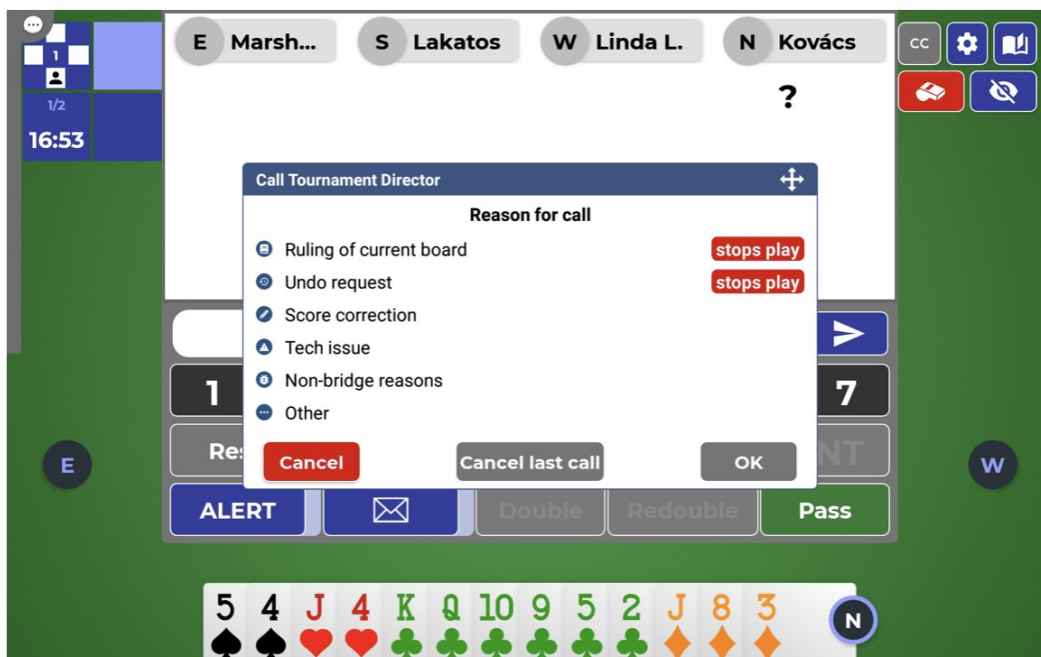 E Marsh... S Lakatos W Linda L. N Kovács CC
1
?
1/2
16:53
Call Tournament Director
Reason for call
Ruling of current board stops play
Undo request stops play
Score correction
Tech issue
Non-bridge reasons
Other
1 7
Re NT
Cancel Cancel last call OK
E W
ALERT Double Redouble Pass
5 4 J 4 K Q 10 9 5 2 J 8 3
N